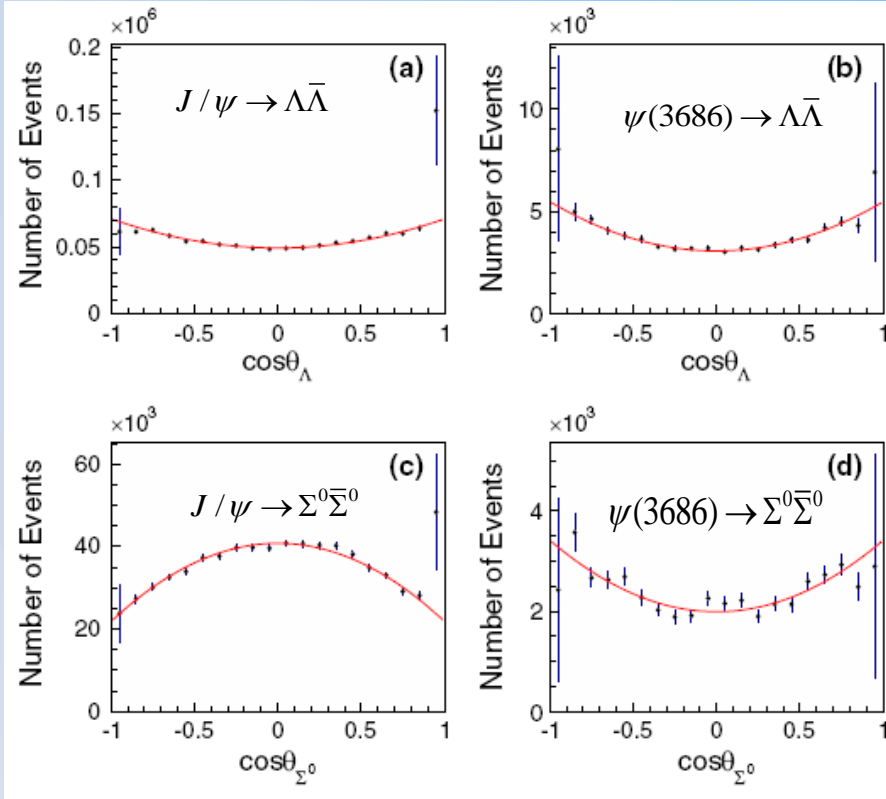 ×10⁶
(a)
J/ψ → ΛΛ̅
Number of Events
0.2
0.15
0.1
0.05
0
-1 -0.5 0 0.5 1
cosθ_Λ
×10³
(b)
ψ(3686) → ΛΛ̅
Number of Events
10
5
0
-1 -0.5 0 0.5 1
cosθ_Λ
×10³
(c)
J/ψ → Σ⁰Σ̅⁰
Number of Events
60
40
20
0
-1 -0.5 0 0.5 1
cosθ_Σ⁰
×10³
(d)
ψ(3686) → Σ⁰Σ̅⁰
Number of Events
4
2
0
-1 -0.5 0 0.5 1
cosθ_Σ⁰